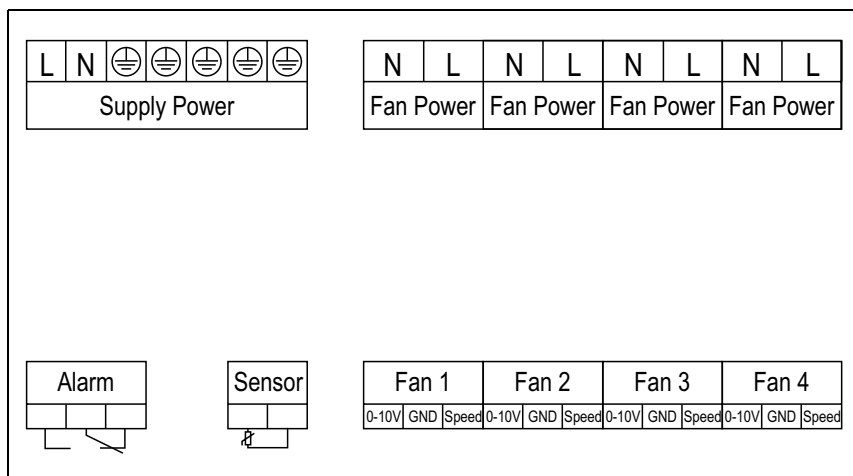 L N N L N L N L N L
Supply Power Fan Power Fan Power Fan Power Fan Power
Alarm Sensor Fan 1 Fan 2 Fan 3 Fan 4
0-10V GND Speed 0-10V GND Speed 0-10V GND Speed 0-10V GND Speed